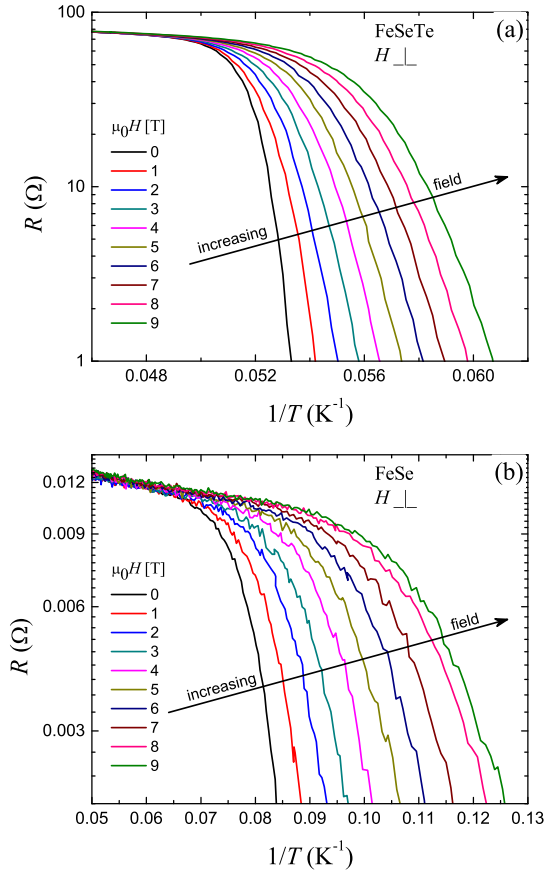 100
FeSeTe
(a)
H _|_
μ₀H [T]
0
1
2
3
4
5
6
7
8
9
10
1
increasing
field
R (Ω)
0.048
0.052
0.056
0.060
1/T (K⁻¹)
FeSe
(b)
H _|_
0.012
0.009
0.006
0.003
μ₀H [T]
0
1
2
3
4
5
6
7
8
9
increasing
field
R (Ω)
0.05
0.06
0.07
0.08
0.09
0.10
0.11
0.12
0.13
1/T (K⁻¹)